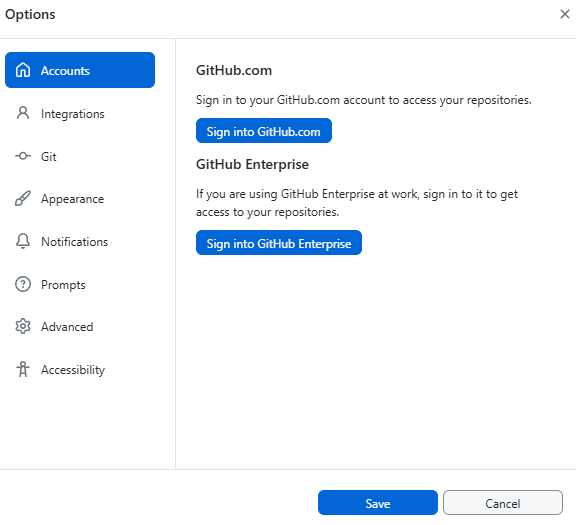 Options
Accounts
Integrations
Git
Appearance
Notifications
Prompts
Advanced
Accessibility
GitHub.com
Sign in to your GitHub.com account to access your repositories.
Sign into GitHub.com
GitHub Enterprise
If you are using GitHub Enterprise at work, sign in to it to get
access to your repositories.
Sign into GitHub Enterprise
Save
Cancel